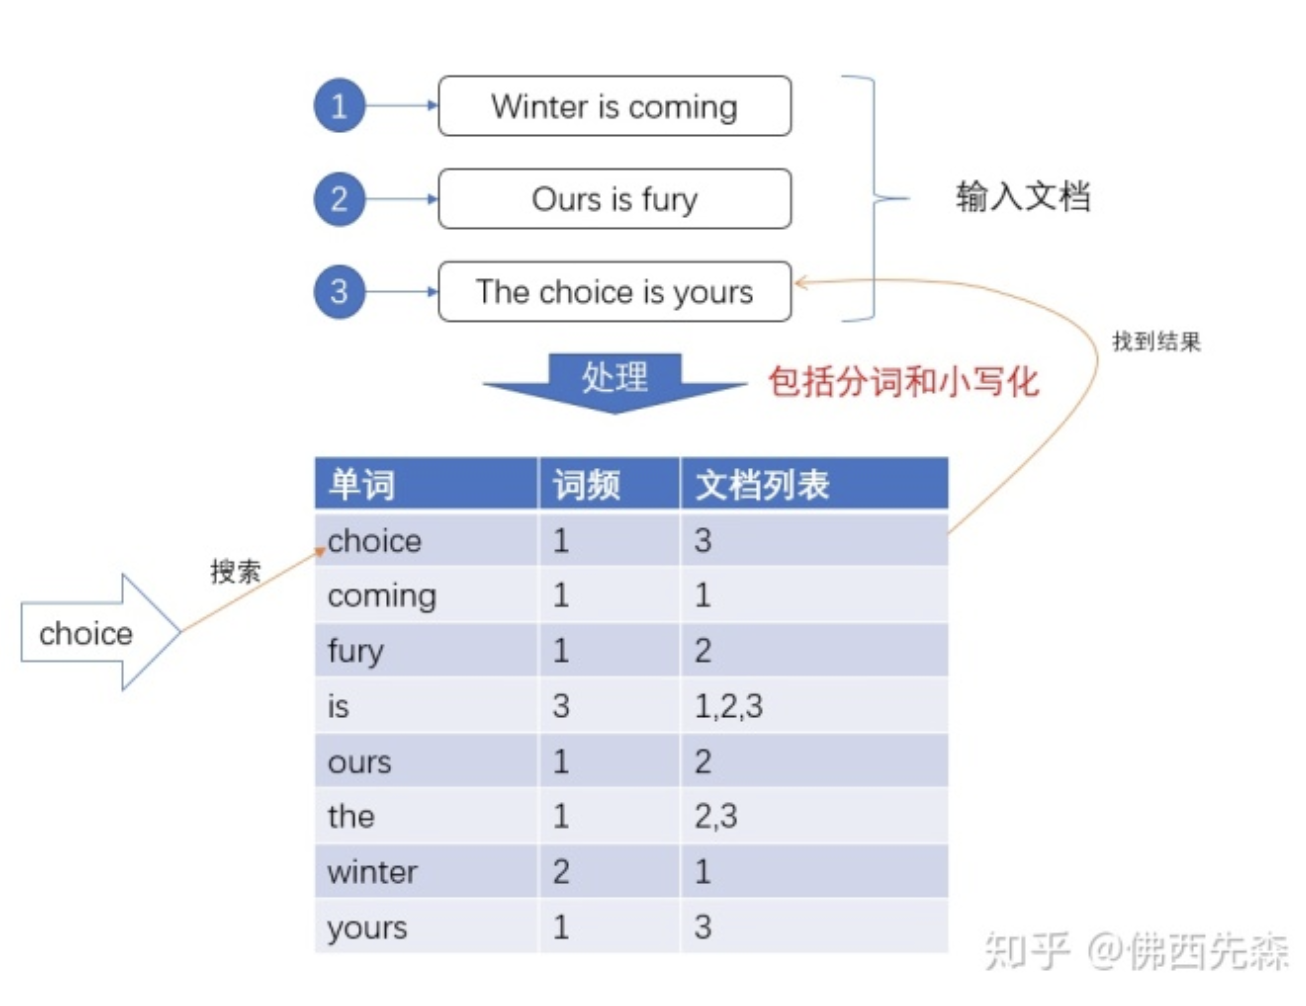 1
Winter is coming
2
Ours is fury
输入文档
3
The choice is yours
找到结果
处理
包括分词和小写化
单词 词频 文档列表
choice 1 3
搜索
coming 1 1
choice
fury 1 2
is 3 1,2,3
ours 1 2
the 1 2,3
winter 2 1
yours 1 3
知乎 @佛西先森